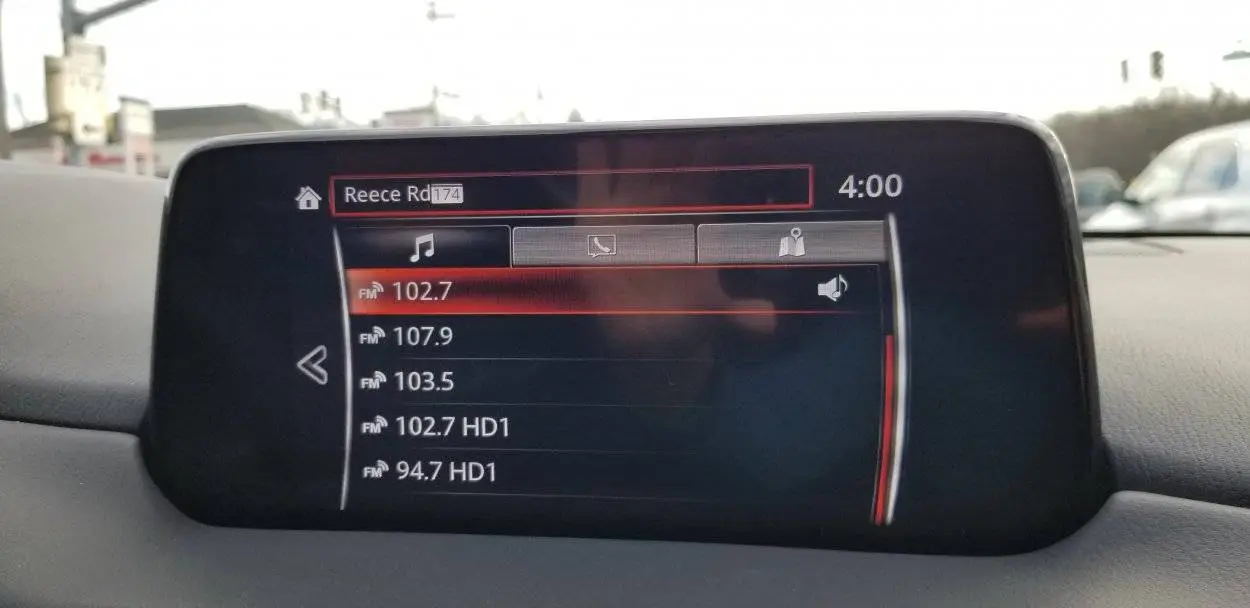 Reece Rd 174
4:00
FM 102.7
FM 107.9
FM 103.5
FM 102.7 HD1
FM 94.7 HD1